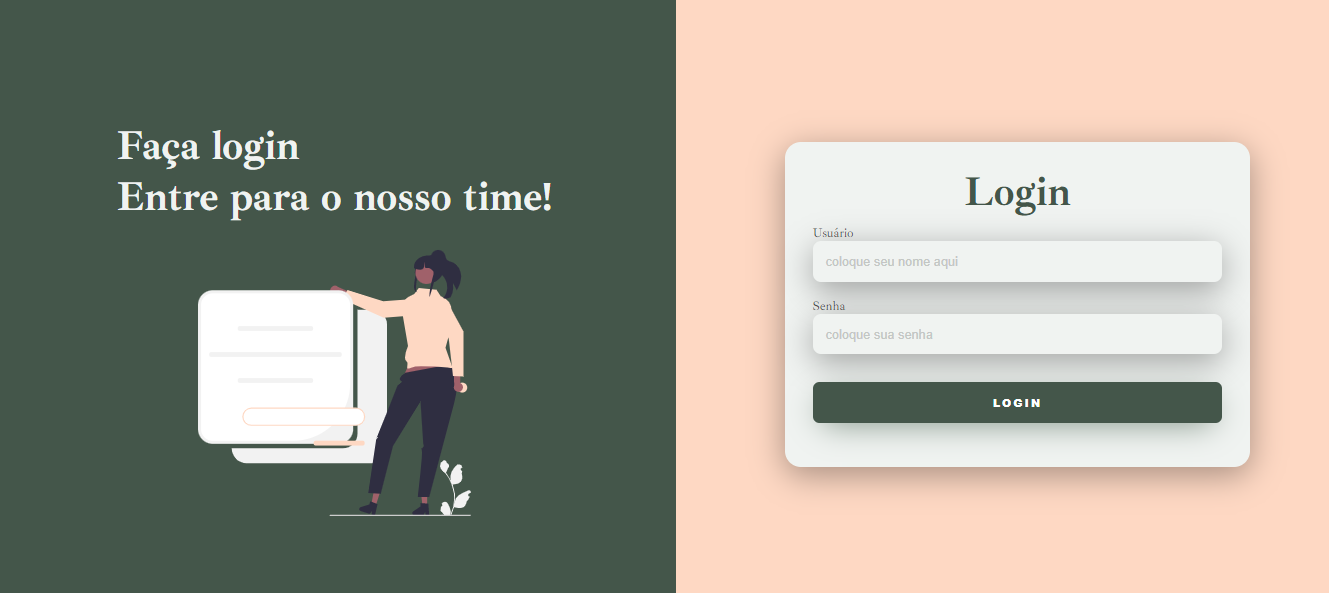 Faça login
Entre para o nosso time!
Login
Usuário
coloque seu nome aqui
Senha
coloque sua senha
LOGIN